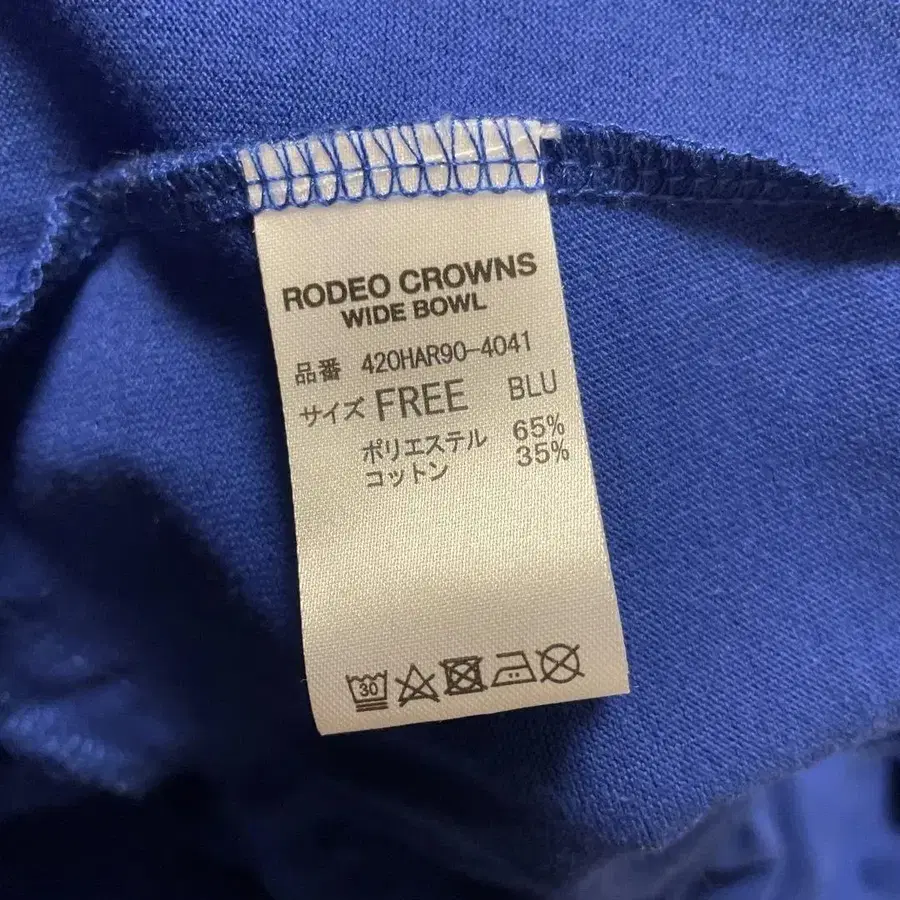 RODEO CROWNS
WIDE BOWL
品番 420HAR90-4041
サイズ FREE BLU
ポリエステル 65%
コットン 35%
30